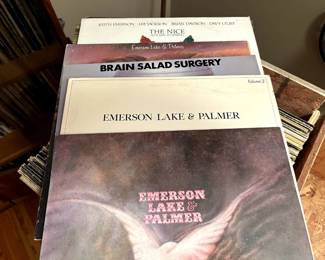 KEITH EMERSON · LEE JACKSON · BRIAN DAVISON · DAVY O'LIST
THE NICE
Emerson Lake & Palmer
BRAIN SALAD SURGERY
Volume 2
EMERSON LAKE & PALMER
EMERSON
LAKE &
PALMER